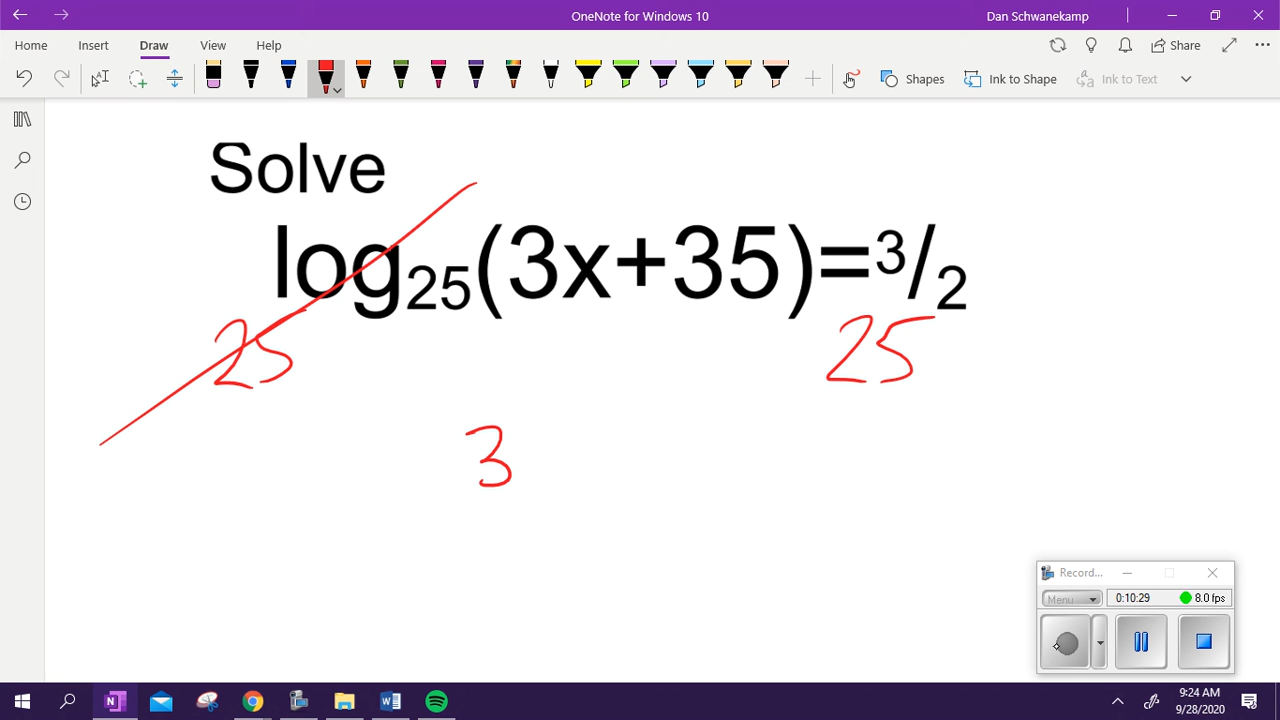 OneNote for Windows 10
Dan Schwanekamp
Home Insert Draw View Help
Share
Shapes Ink to Shape Ink to Text
Solve
log₂₅(3x+35)=³/₂
25 25
3
Record...
Menu 0:10:29 8.0 fps
9:24 AM
9/28/2020